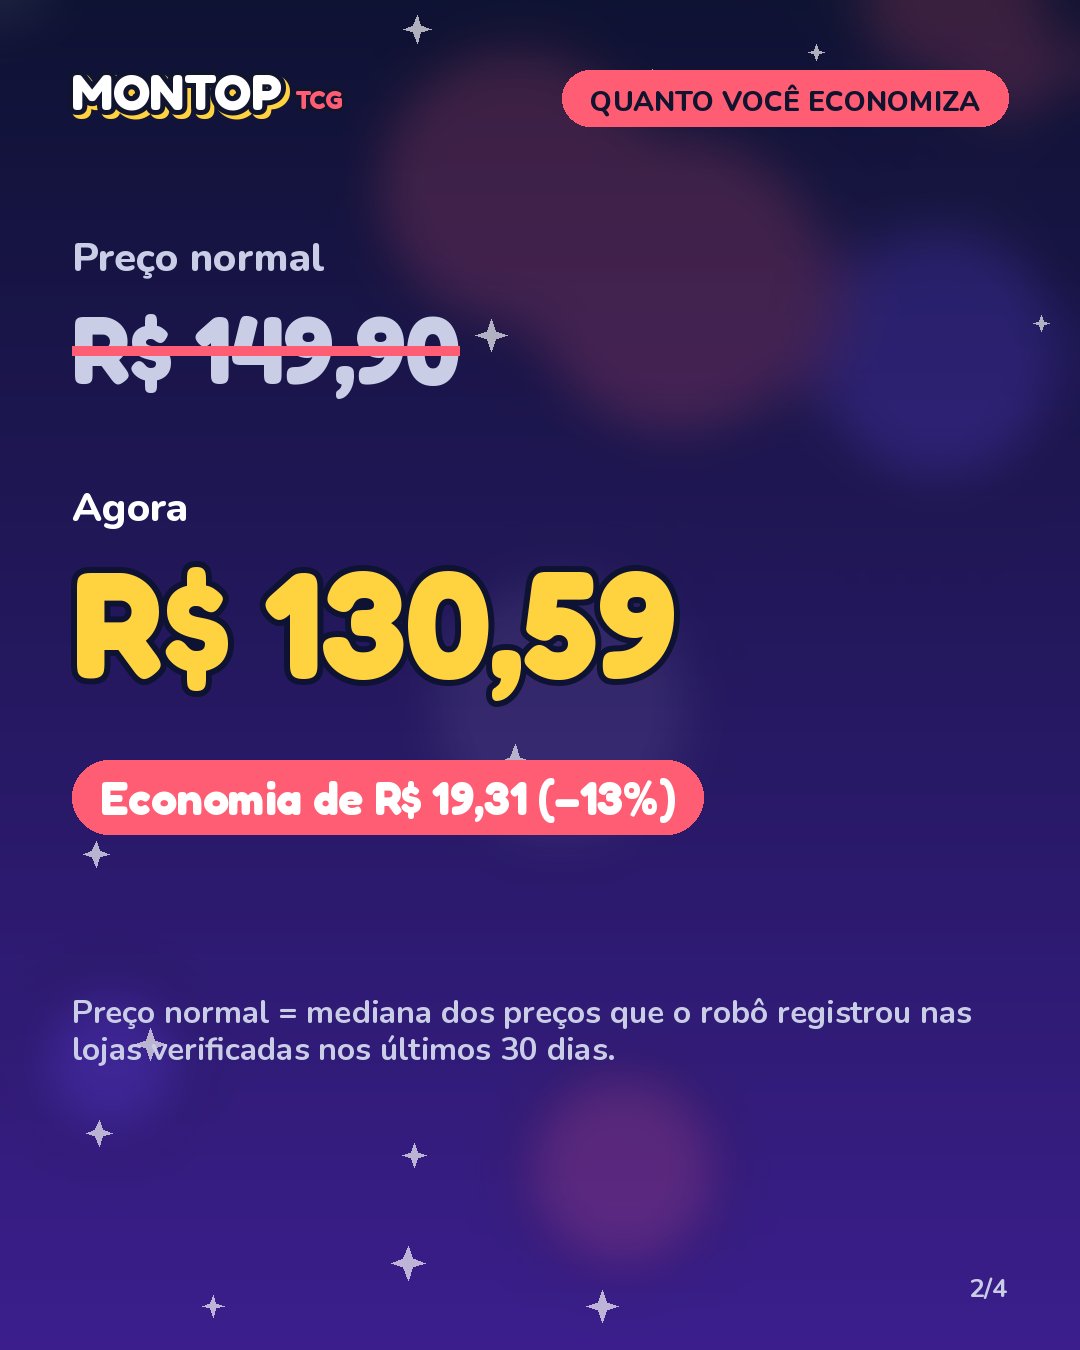 MONTOP TCG
QUANTO VOCÊ ECONOMIZA
Preço normal
R$ 149,90
Agora
R$ 130,59
Economia de R$ 19,31 (−13%)
Preço normal = mediana dos preços que o robô registrou nas
lojas verificadas nos últimos 30 dias.
2/4